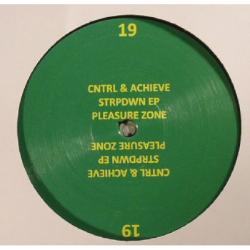 19
CNTRL & ACHIEVE
STRPDWN EP
PLEASURE ZONE
CNTRL & ACHIEVE
STRPDWN EP
PLEASURE ZONE
19